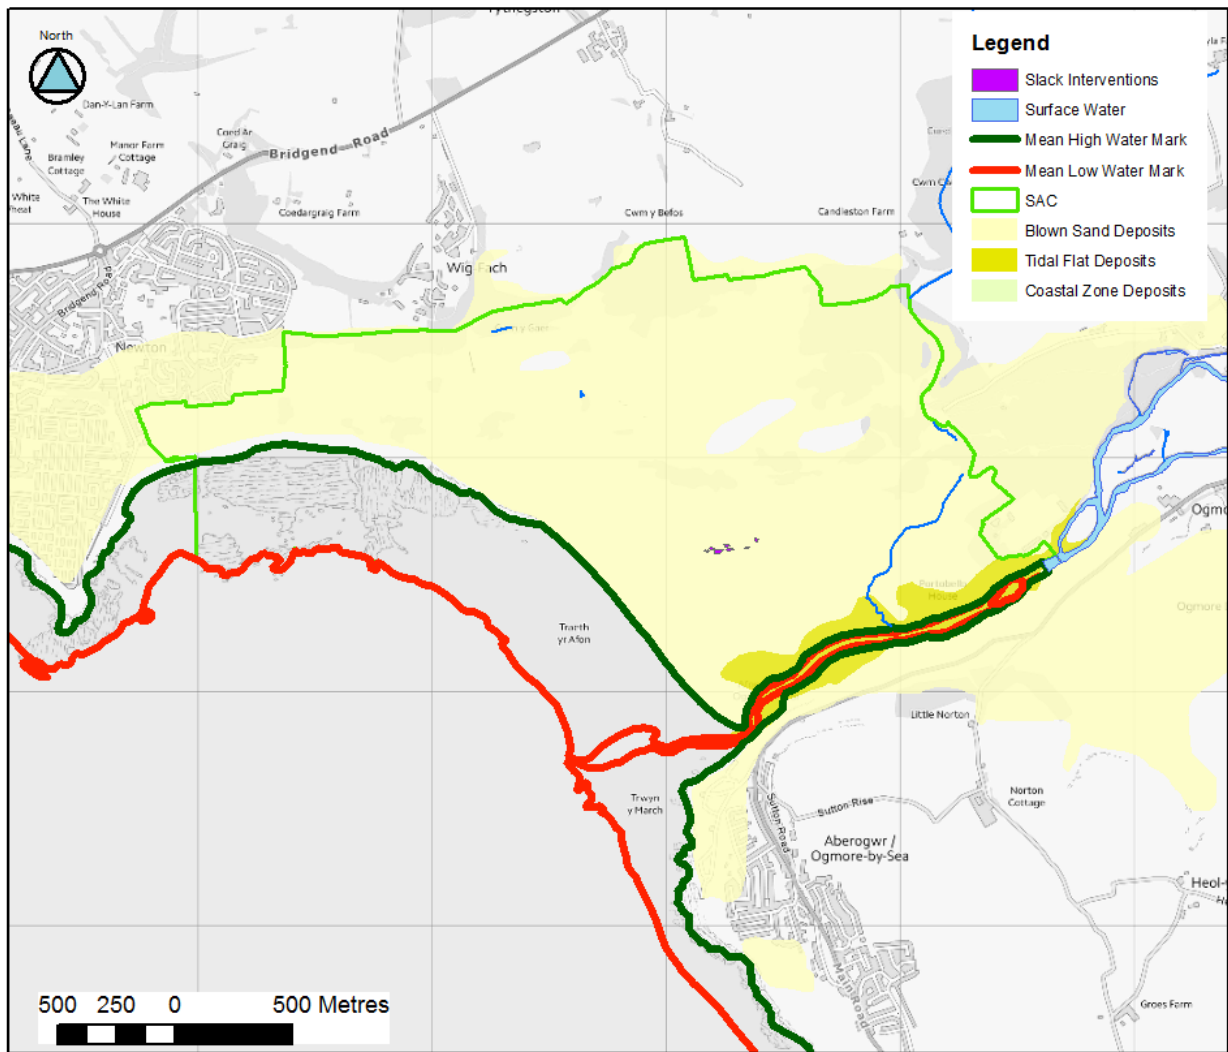 Tythegston
North
Legend
Slack Interventions
Surface Water
Mean High Water Mark
Mean Low Water Mark
SAC
Blown Sand Deposits
Tidal Flat Deposits
Coastal Zone Deposits
Dan-Y-Lan Farm
Lane
Coed Ar
Graig
Manor Farm
Cottage
Bramley
Cottage
Bridgend Road
The White
House
White
Coedargraig Farm
Cwm y Befos
Candleston Farm
Wig Fach
Bridgend Road
Newton
Portobello
House
Traeth
yr Afon
Little Norton
Trwyn
y March
Sutton Road
Sutton Rise
Norton
Cottage
Aberogwr /
Ogmore-by-Sea
Main Road
Groes Farm
500 250 0 500 Metres